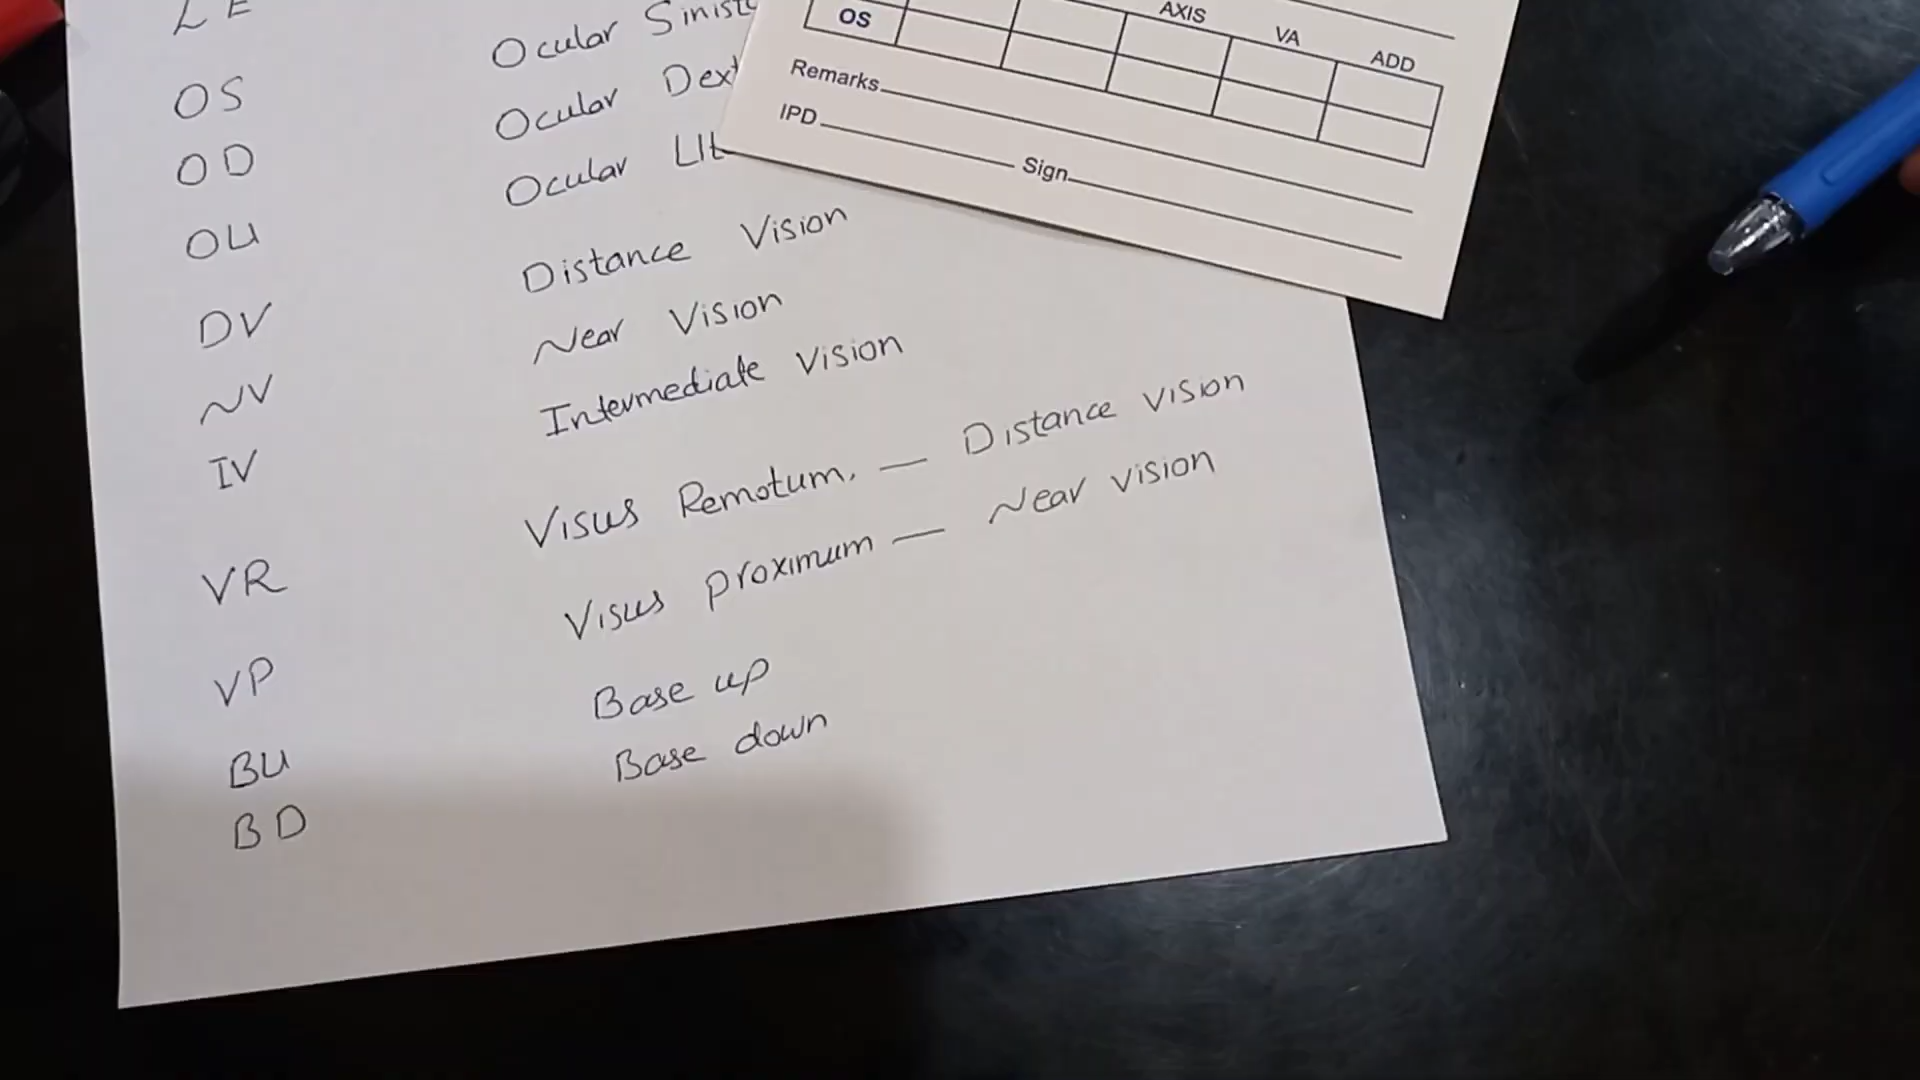 LE
OS Ocular
OD Ocular
OU Ocular
DV Distance Vision
NV Near Vision
IV Intermediate Vision
VR Visus Remotum. — Distance vision
VP Visus proximum — Near vision
BU Base up
BD Base down
AXIS VA ADD
OS
Remarks
IPD Sign